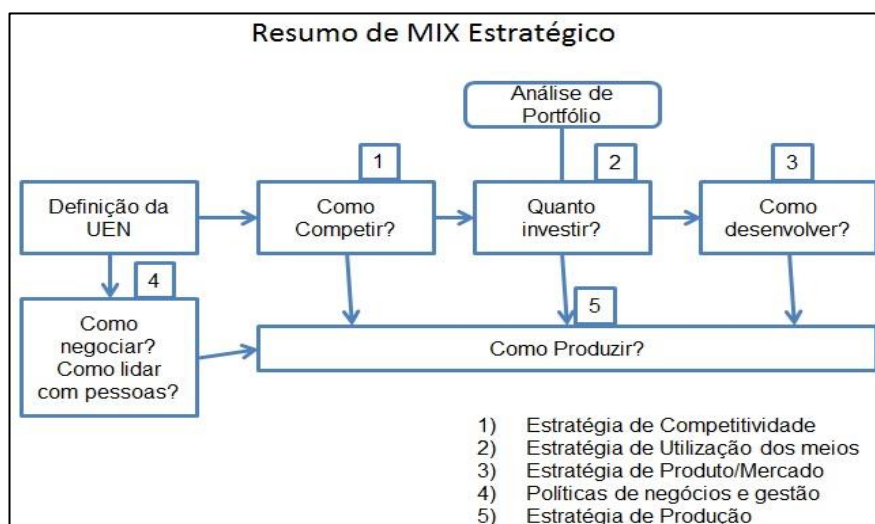 Resumo de MIX Estratégico
Análise de
Portfólio
1
2
3
Definição da
UEN
Como
Competir?
Quanto
investir?
Como
desenvolver?
4
5
Como
negociar?
Como lidar
com pessoas?
Como Produzir?
1) Estratégia de Competitividade
2) Estratégia de Utilização dos meios
3) Estratégia de Produto/Mercado
4) Políticas de negócios e gestão
5) Estratégia de Produção